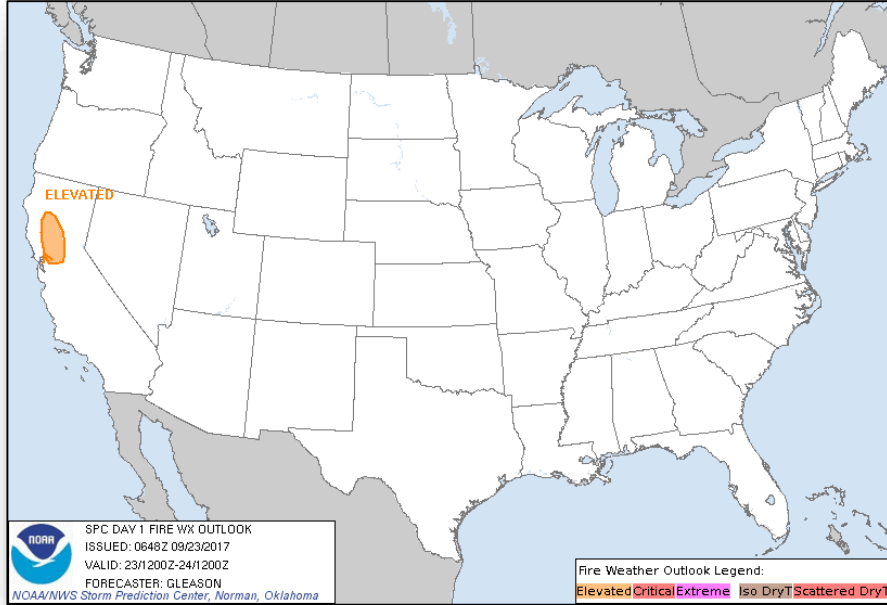 ELEVATED
NOAA
SPC DAY 1 FIRE WX OUTLOOK
ISSUED: 0648Z 09/23/2017
VALID: 23/1200Z-24/1200Z
FORECASTER: GLEASON
NOAA/NWS Storm Prediction Center, Norman, Oklahoma
Fire Weather Outlook Legend:
Elevated Critical Extreme Iso DryT Scattered DryT